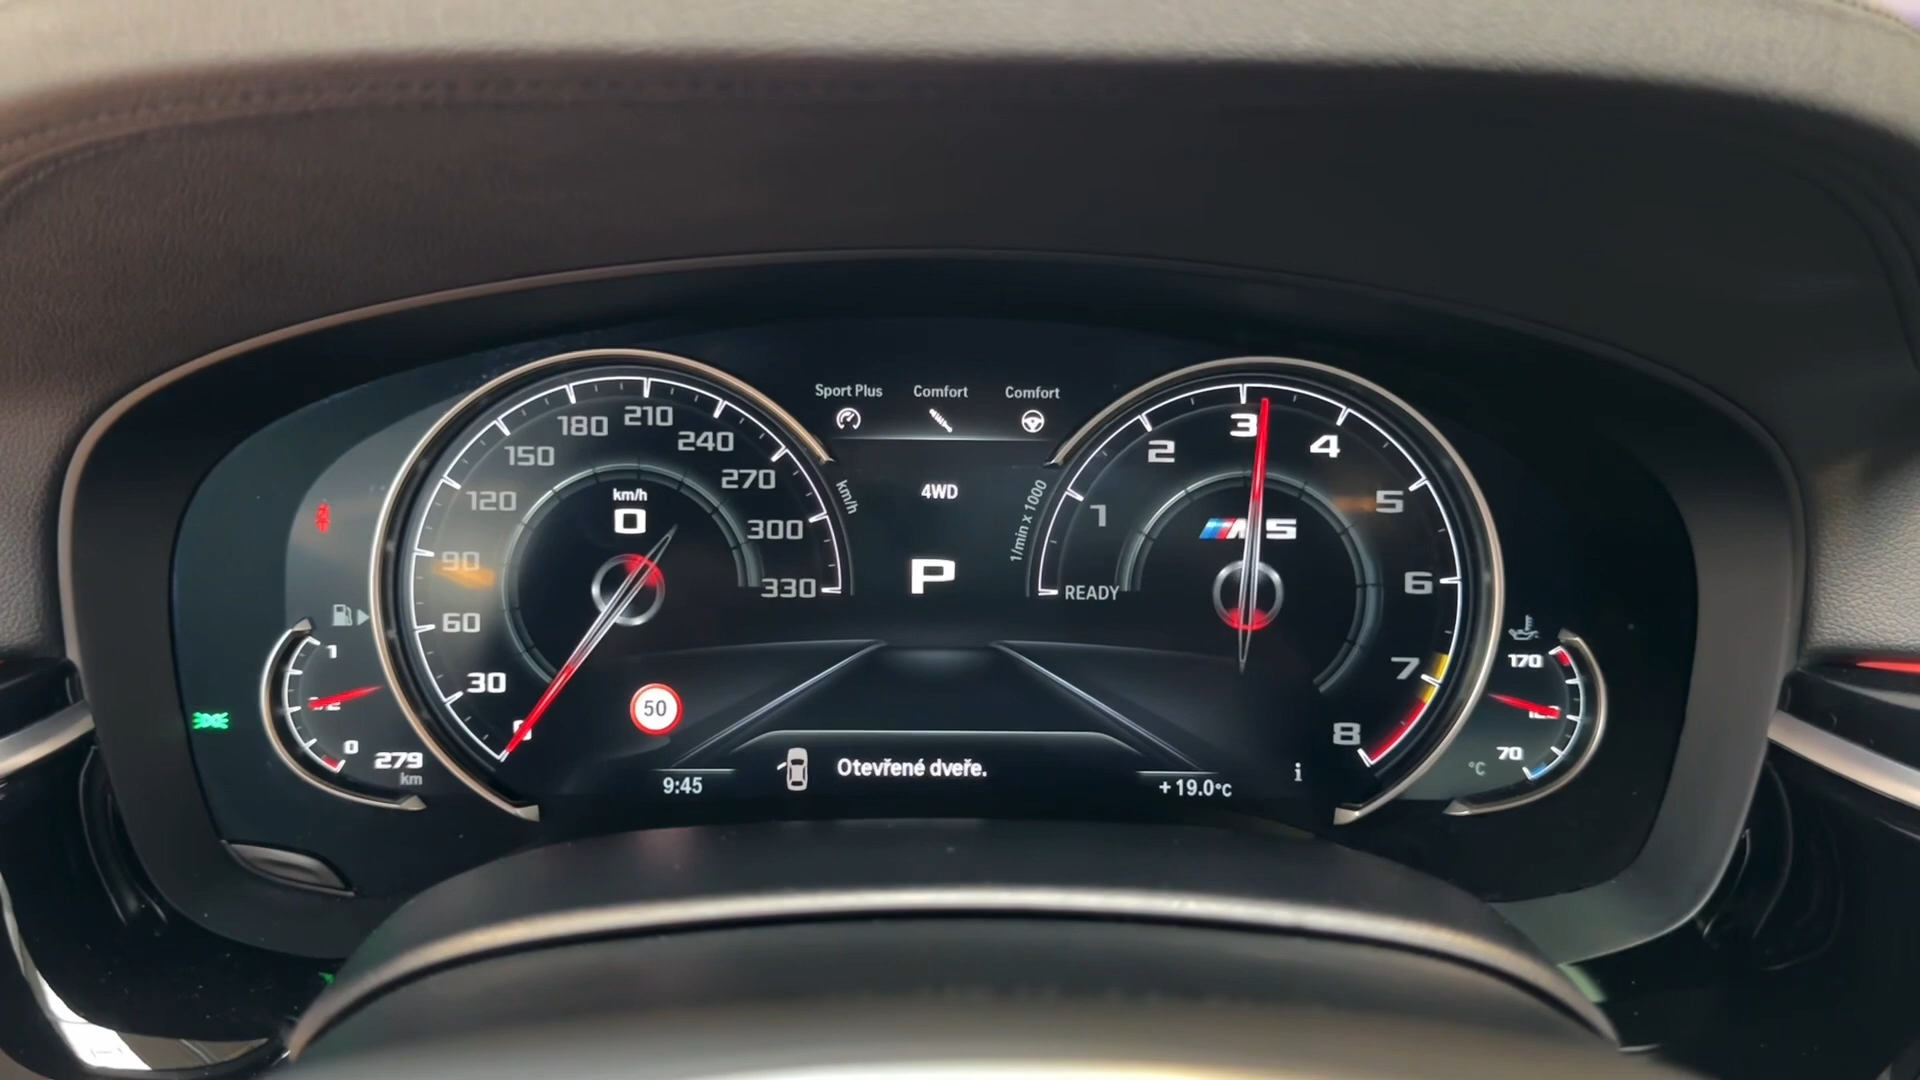 Sport Plus Comfort Comfort
4WD
P
km/h
0
30
60
90
120
150
180
210
240
270
300
330
km/h
1/min x 1000
READY
1
2
3
4
5
6
7
8
M5
50
1
0
279
km
9:45
Otevřené dveře.
+19.0°C
i
170
70
°C